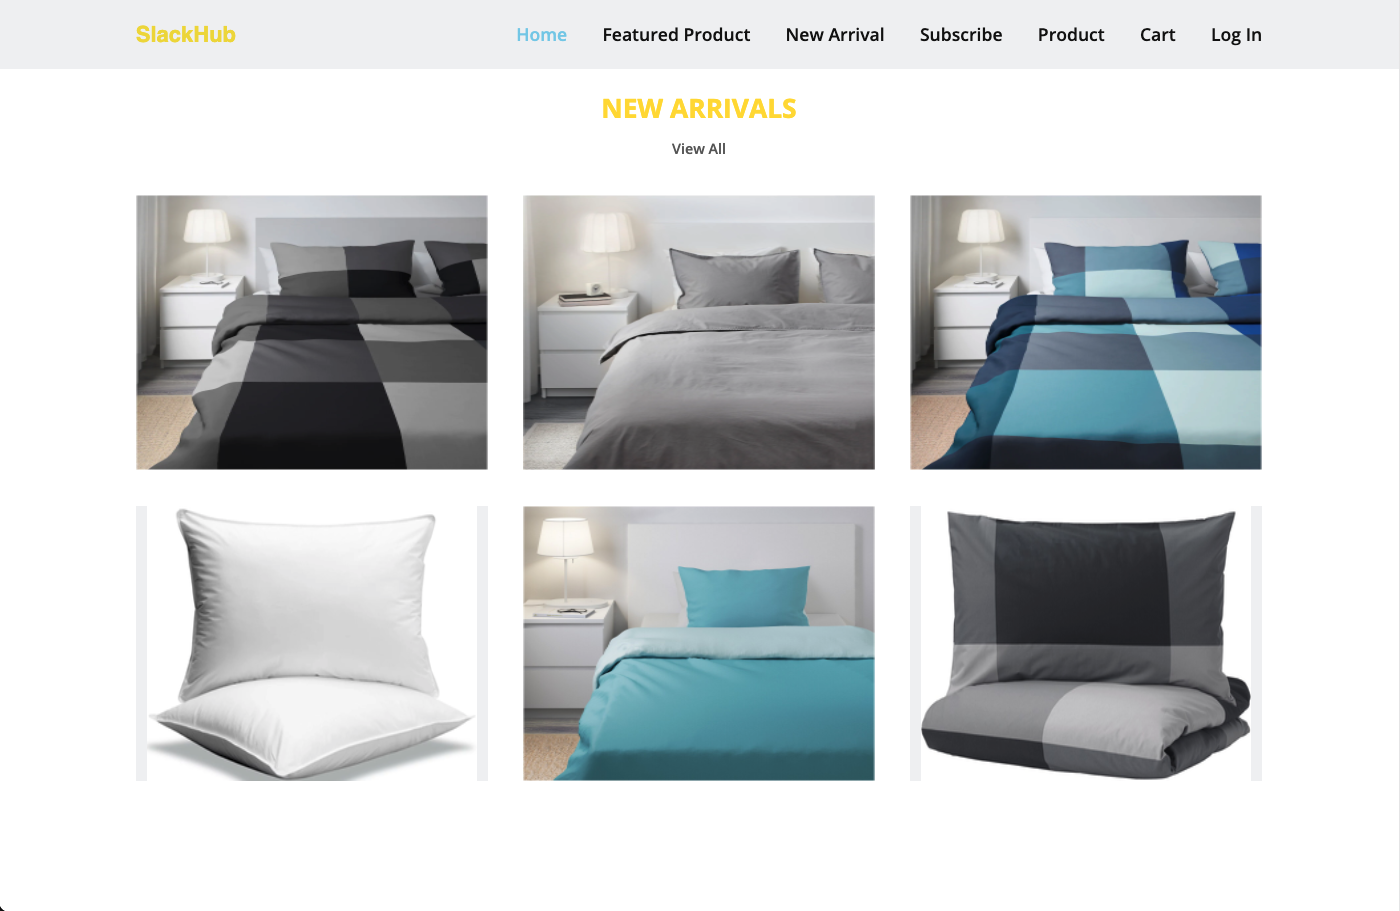 SlackHub
Home Featured Product New Arrival Subscribe Product Cart Log In
NEW ARRIVALS
View All